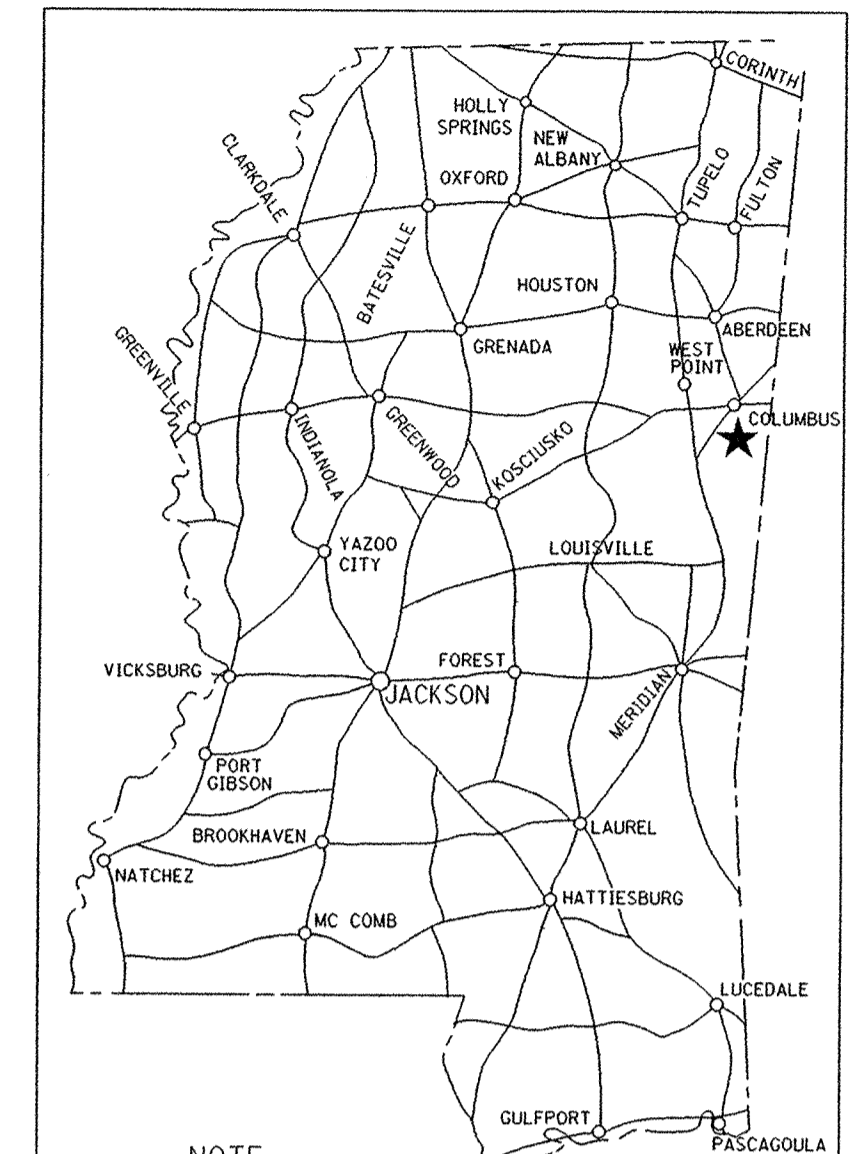 CORINTH
HOLLY
SPRINGS
NEW
ALBANY
CLARKDALE
OXFORD
TUPELO
FULTON
BATESVILLE
HOUSTON
ABERDEEN
GRENADA
WEST
POINT
GREENVILLE
COLUMBUS
INDIANOLA
GREENWOOD
KOSCIUSKO
YAZOO
CITY
LOUISVILLE
VICKSBURG
FOREST
JACKSON
MERIDIAN
PORT
GIBSON
BROOKHAVEN
LAUREL
NATCHEZ
HATTIESBURG
MC COMB
LUCEDALE
GULFPORT
PASCAGOULA
NOTE